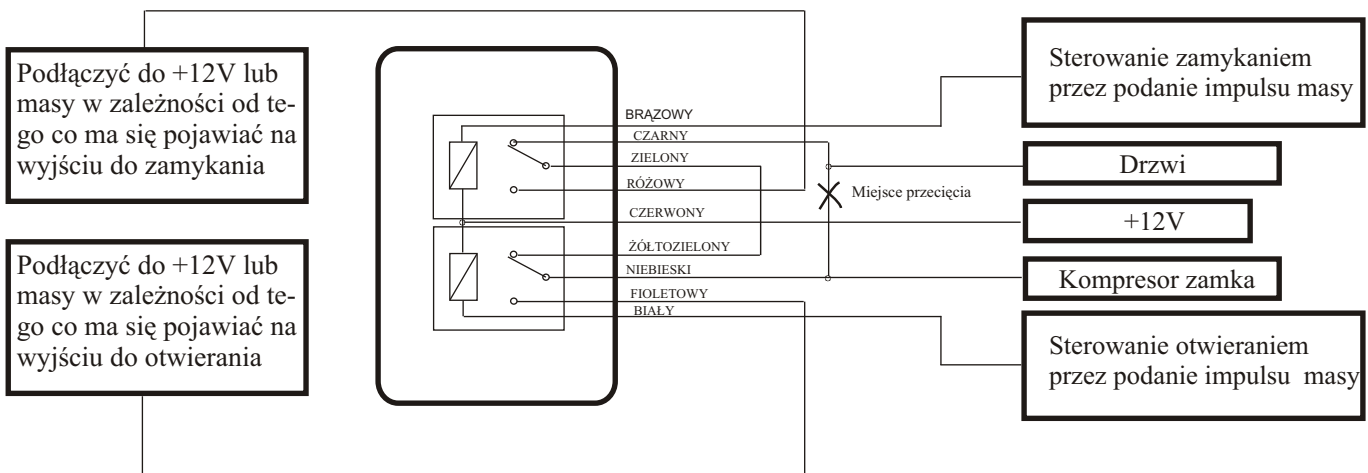 Podłączyć do +12V lub
masy w zależności od te-
go co ma się pojawiać na
wyjściu do zamykania
Podłączyć do +12V lub
masy w zależności od te-
go co ma się pojawiać na
wyjściu do otwierania
BRĄZOWY
CZARNY
ZIELONY
RÓŻOWY
CZERWONY
ŻÓŁTOZIELONY
NIEBIESKI
FIOLETOWY
BIAŁY
Miejsce przecięcia
Sterowanie zamykaniem
przez podanie impulsu masy
Drzwi
+12V
Kompresor zamka
Sterowanie otwieraniem
przez podanie impulsu masy